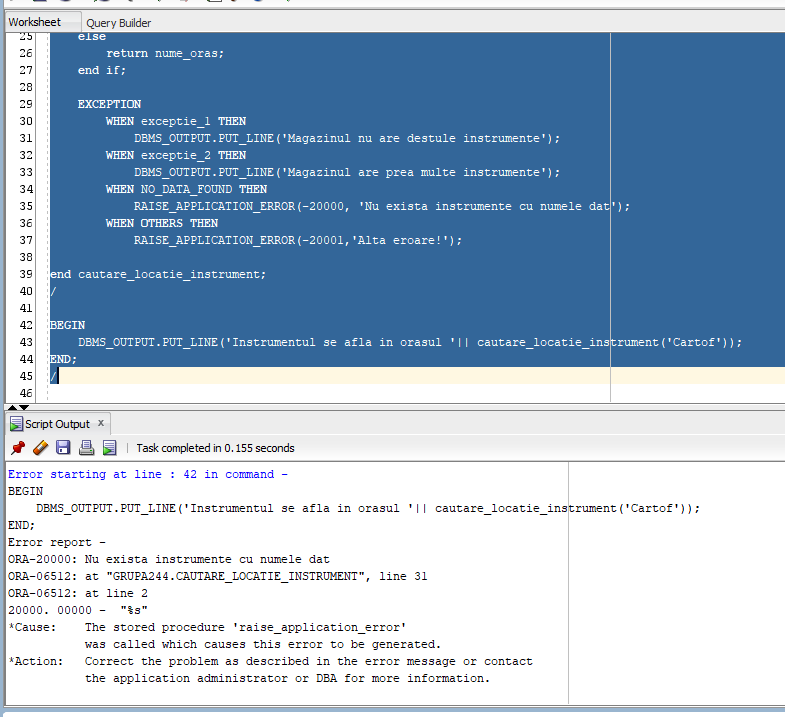 Worksheet Query Builder
25 else
26 return nume_oras;
27 end if;
28
29 EXCEPTION
30 WHEN exceptie_1 THEN
31 DBMS_OUTPUT.PUT_LINE('Magazinul nu are destule instrumente');
32 WHEN exceptie_2 THEN
33 DBMS_OUTPUT.PUT_LINE('Magazinul are prea multe instrumente');
34 WHEN NO_DATA_FOUND THEN
35 RAISE_APPLICATION_ERROR(-20000, 'Nu exista instrumente cu numele dat');
36 WHEN OTHERS THEN
37 RAISE_APPLICATION_ERROR(-20001,'Alta eroare!');
38
39 end cautare_locatie_instrument;
40 /
41
42 BEGIN
43 DBMS_OUTPUT.PUT_LINE('Instrumentul se afla in orasul '|| cautare_locatie_instrument('Cartof'));
44 END;
45 /
46
Script Output x
Task completed in 0.155 seconds
Error starting at line : 42 in command -
BEGIN
DBMS_OUTPUT.PUT_LINE('Instrumentul se afla in orasul '|| cautare_locatie_instrument('Cartof'));
END;
Error report -
ORA-20000: Nu exista instrumente cu numele dat
ORA-06512: at "GRUPA244.CAUTARE_LOCATIE_INSTRUMENT", line 31
ORA-06512: at line 2
20000. 00000 - "%s"
*Cause: The stored procedure 'raise_application_error'
was called which causes this error to be generated.
*Action: Correct the problem as described in the error message or contact
the application administrator or DBA for more information.